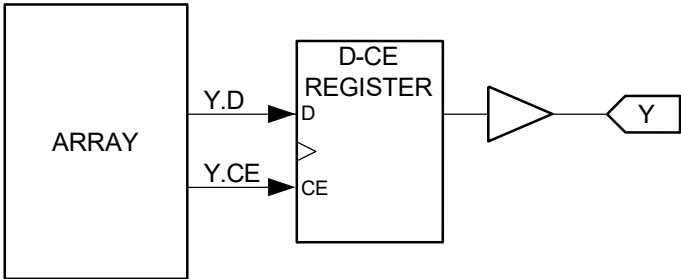 D-CE
REGISTER
Y.D
D
Y
ARRAY
Y.CE
CE